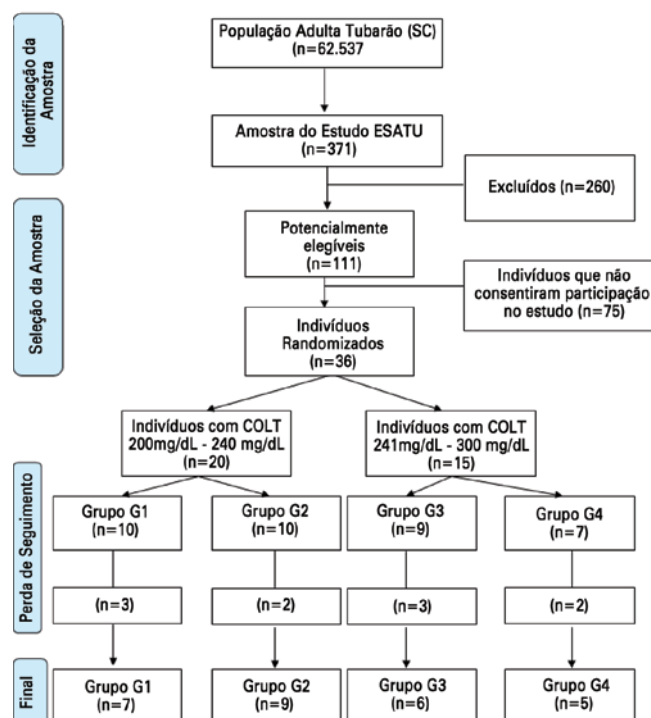 Identificação da
Amostra
População Adulta Tubarão (SC)
(n=62.537
Amostra do Estudo ESATU
(n=371)
Excluídos (n=260)
Seleção da Amostra
Potencialmente
elegíveis
(n=111)
Indivíduos que não
consentiram participação
no estudo (n=75)
Indivíduos
Randomizados
(n=36)
Indivíduos com COLT
200mg/dL - 240 mg/dL
(n=20)
Indivíduos com COLT
241mg/dL - 300 mg/dL
(n=15)
Perda de Seguimento
Grupo G1
(n=10)
Grupo G2
(n=10)
Grupo G3
(n=9)
Grupo G4
(n=7)
(n=3)
(n=2)
(n=3)
(n=2)
Final
Grupo G1
(n=7)
Grupo G2
(n=9)
Grupo G3
(n=6)
Grupo G4
(n=5)